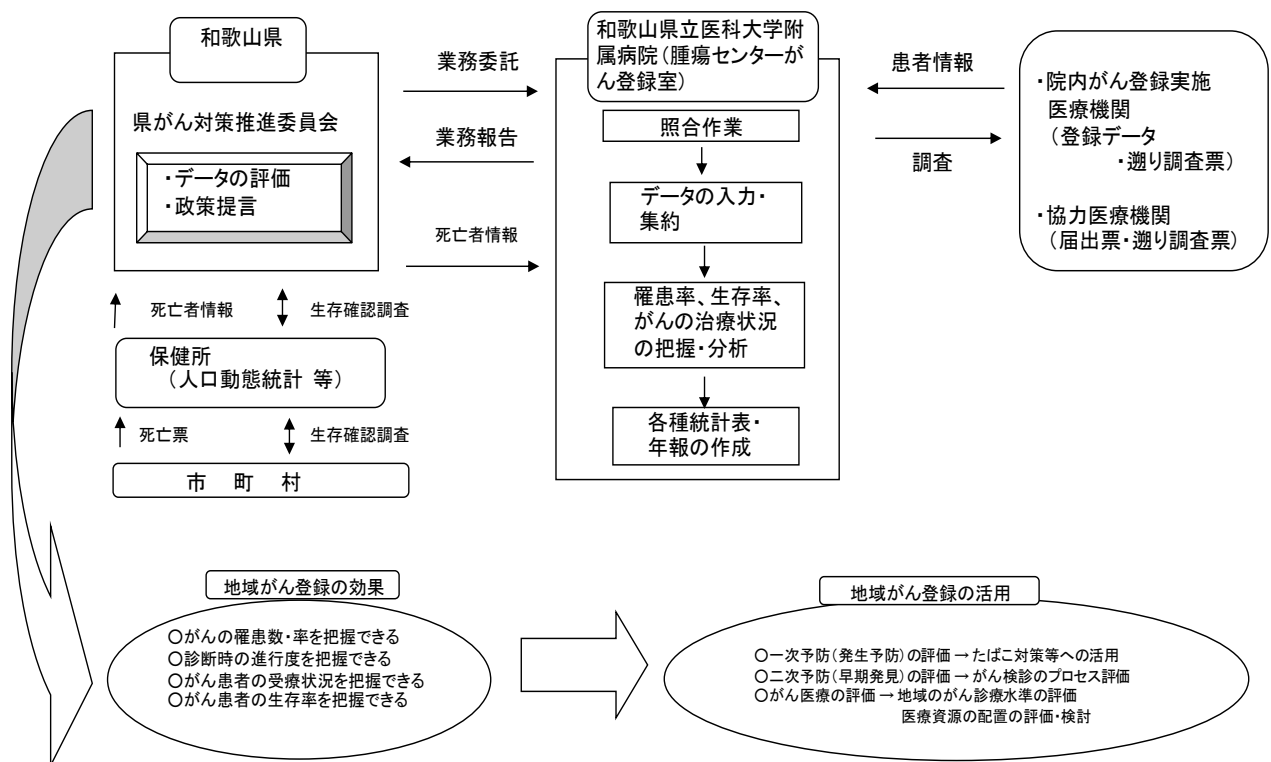 和歌山県
県がん対策推進委員会
・データの評価
・政策提言
死亡者情報
生存確認調査
保健所
(人口動態統計 等)
死亡票
生存確認調査
市 町 村
業務委託
業務報告
死亡者情報
和歌山県立医科大学附
属病院(腫瘍センターが
ん登録室)
照合作業
データの入力・
集約
罹患率、生存率、
がんの治療状況
の把握・分析
各種統計表・
年報の作成
患者情報
調査
・院内がん登録実施
医療機関
(登録データ
・遡り調査票)
・協力医療機関
(届出票・遡り調査票)
地域がん登録の効果
○がんの罹患数・率を把握できる
○診断時の進行度を把握できる
○がん患者の受療状況を把握できる
○がん患者の生存率を把握できる
地域がん登録の活用
○一次予防(発生予防)の評価→たばこ対策等への活用
○二次予防(早期発見)の評価→がん検診のプロセス評価
○がん医療の評価→地域のがん診療水準の評価
医療資源の配置の評価・検討